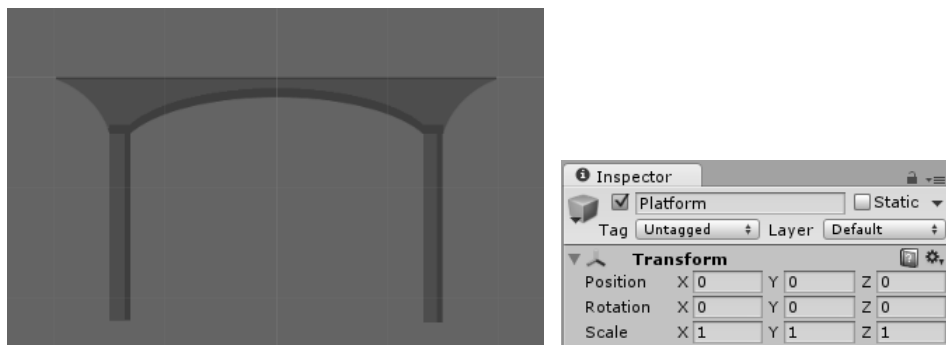 Inspector
Platform Static
Tag Untagged Layer Default
Transform
Position X 0 Y 0 Z 0
Rotation X 0 Y 0 Z 0
Scale X 1 Y 1 Z 1